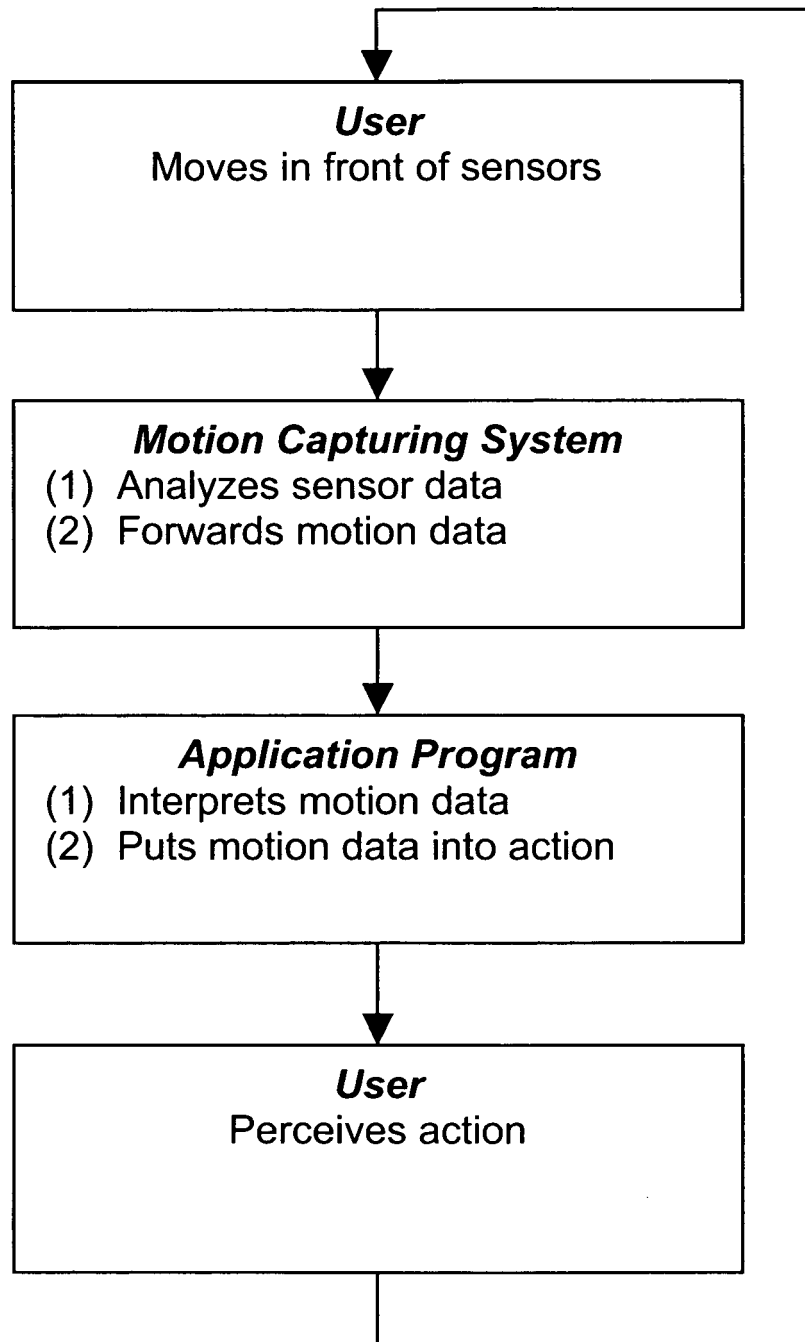 User
Moves in front of sensors
Motion Capturing System
(1) Analyzes sensor data
(2) Forwards motion data
Application Program
(1) Interprets motion data
(2) Puts motion data into action
User
Perceives action